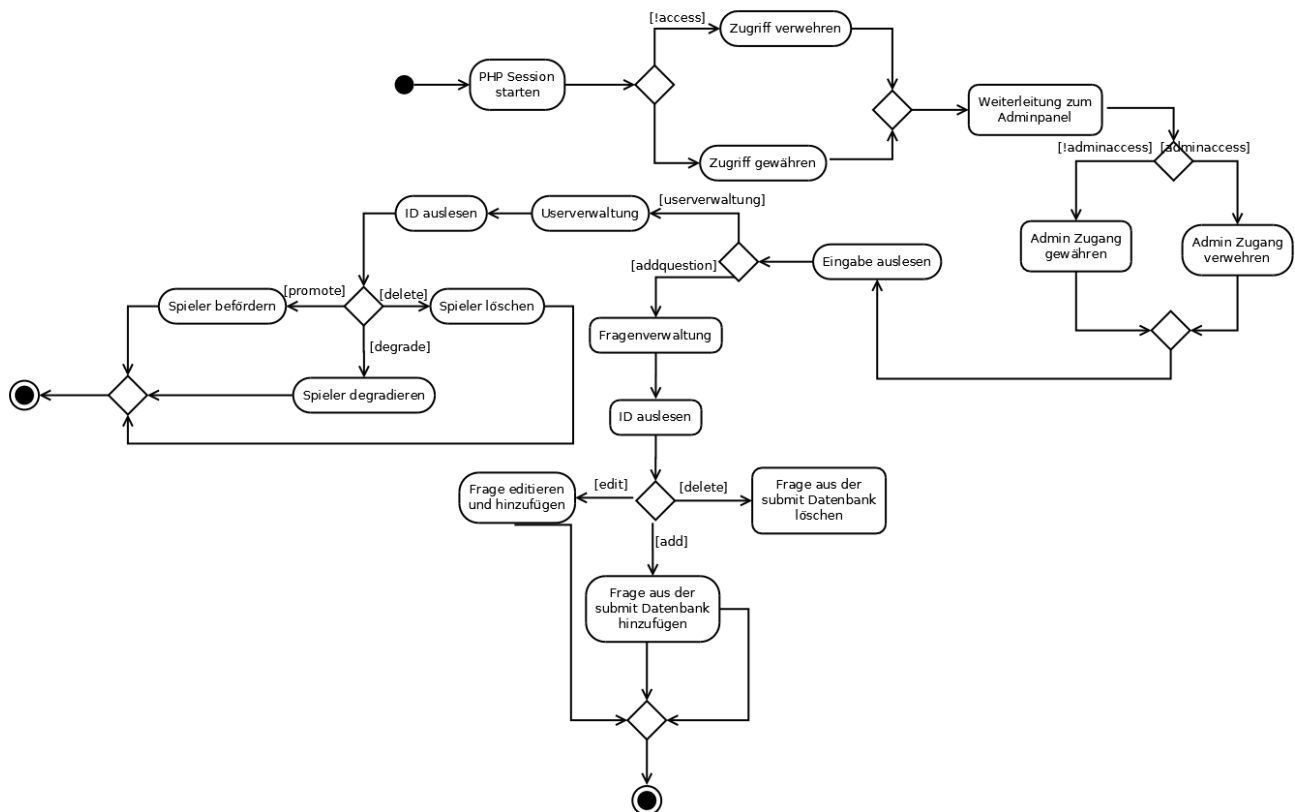 [!access]
Zugriff verwehren
PHP Session
starten
Weiterleitung zum
Adminpanel
Zugriff gewähren
[!adminaccess]
[adminaccess]
[userverwaltung]
ID auslesen
Userverwaltung
Admin Zugang
gewähren
Admin Zugang
verwehren
[addquestion]
Eingabe auslesen
[promote]
[delete]
Spieler befördern
Spieler löschen
[degrade]
Fragenverwaltung
Spieler degradieren
ID auslesen
[edit]
[delete]
Frage editieren
und hinzufügen
Frage aus der
submit Datenbank
löschen
[add]
Frage aus der
submit Datenbank
hinzufügen